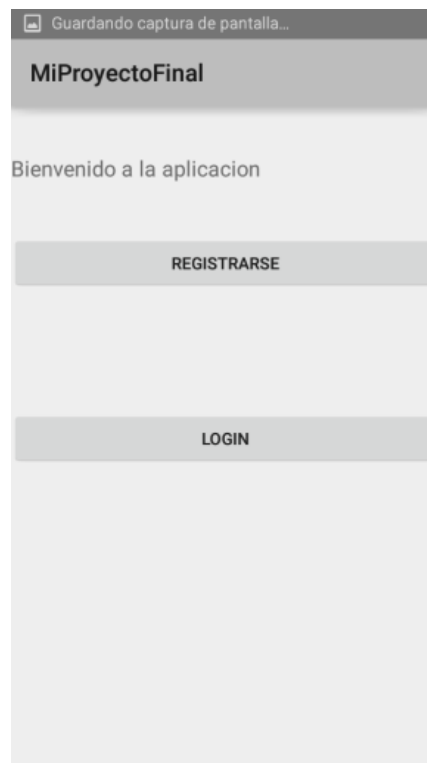 Guardando captura de pantalla...
MiProyectoFinal
Bienvenido a la aplicacion
REGISTRARSE
LOGIN